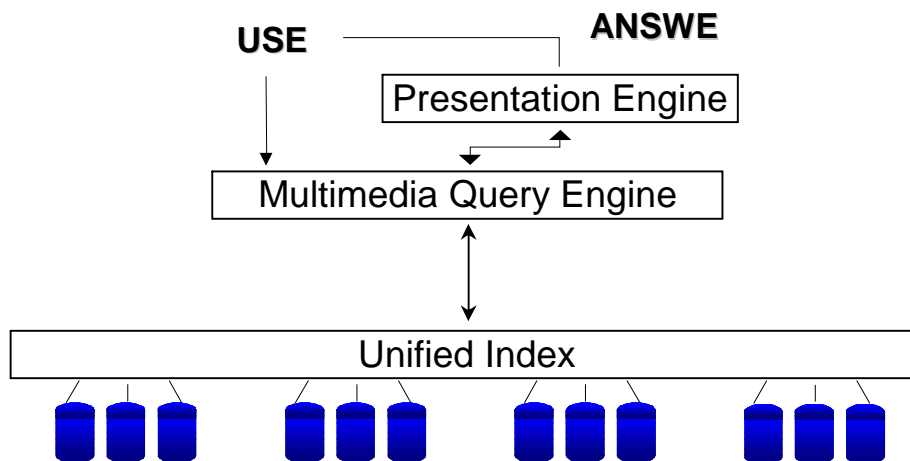 USE
ANSWE
Presentation Engine
Multimedia Query Engine
Unified Index